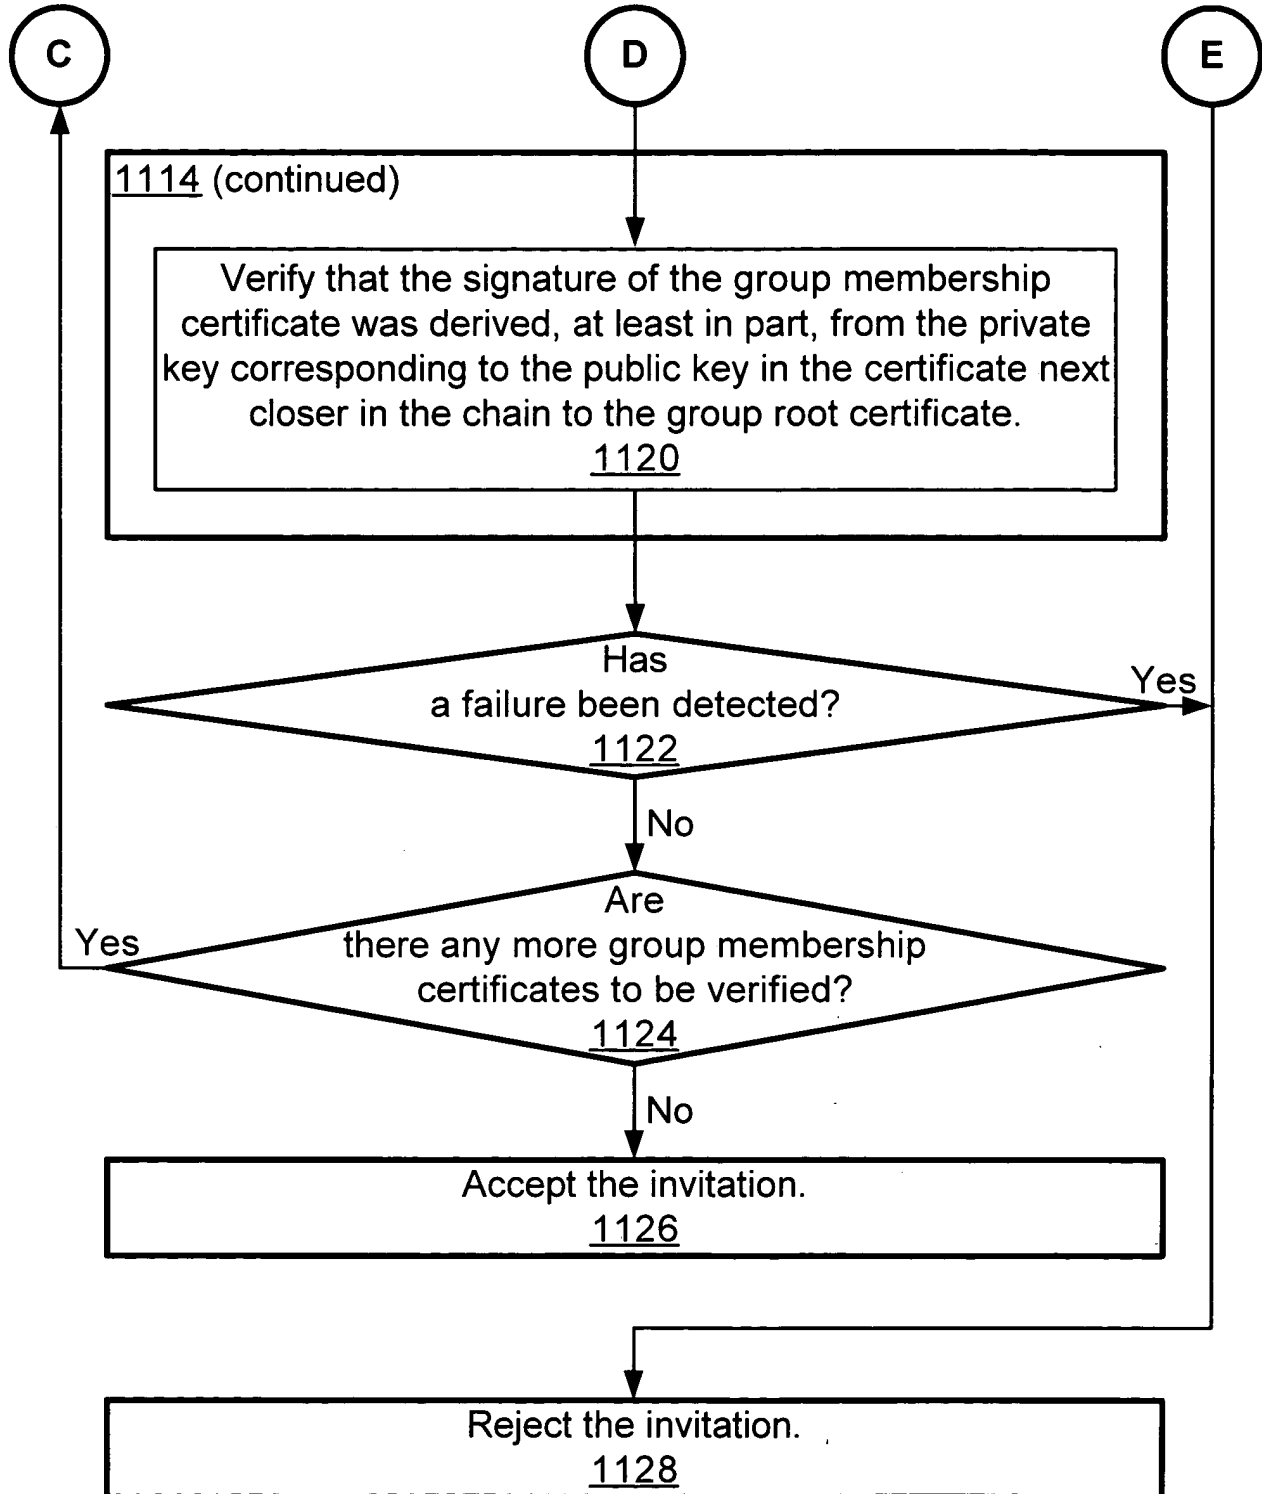 C
D
E
1114 (continued)
Verify that the signature of the group membership
certificate was derived, at least in part, from the private
key corresponding to the public key in the certificate next
closer in the chain to the group root certificate.
1120
Has
a failure been detected?
1122
Yes
No
Are
there any more group membership
certificates to be verified?
1124
Yes
No
Accept the invitation.
1126
Reject the invitation.
1128